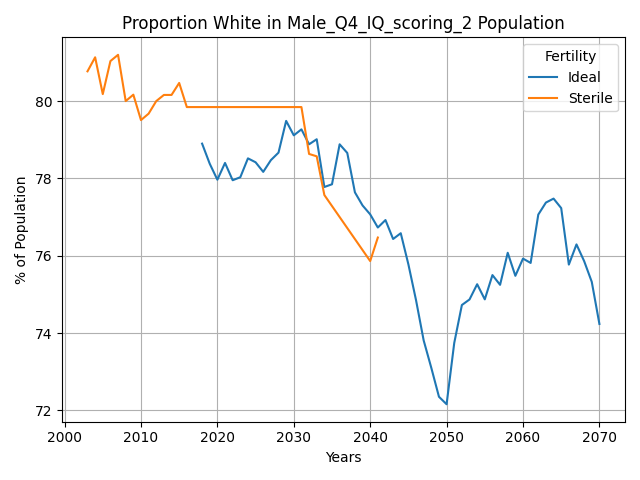 Proportion White in Male_Q4_IQ_scoring_2 Population
% of Population
80
78
76
74
72
Fertility
Ideal
Sterile
2000 2010 2020 2030 2040 2050 2060 2070
Years